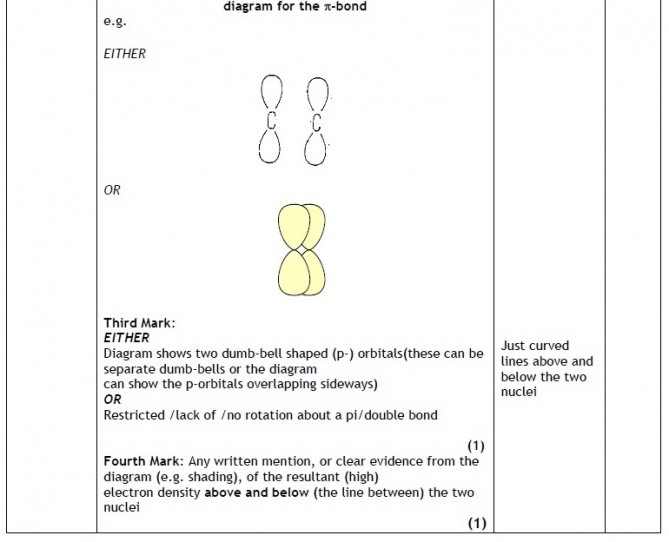 diagram for the π-bond
e.g.
EITHER
C C
OR
Third Mark:
EITHER
Diagram shows two dumb-bell shaped (p-) orbitals(these can be
separate dumb-bells or the diagram
can show the p-orbitals overlapping sideways)
OR
Restricted /lack of /no rotation about a pi/double bond
(1)
Fourth Mark: Any written mention, or clear evidence from the
diagram (e.g. shading), of the resultant (high)
electron density above and below (the line between) the two
nuclei
(1)
Just curved
lines above and
below the two
nuclei